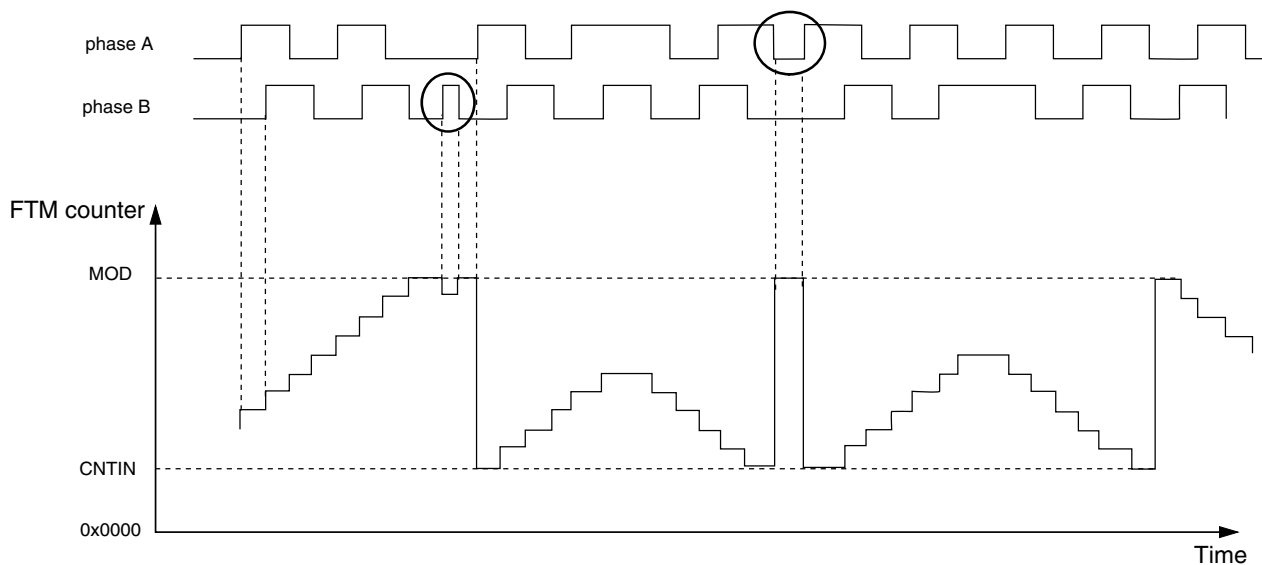 phase A
phase B
FTM counter
MOD
CNTIN
0x0000
Time